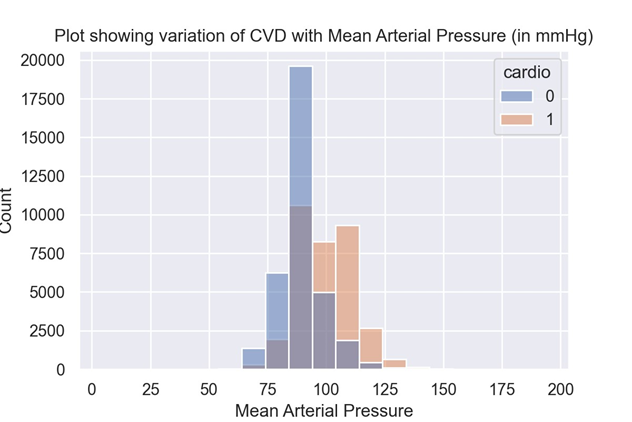 Plot showing variation of CVD with Mean Arterial Pressure (in mmHg)
cardio
0
1
20000
17500
15000
12500
10000
7500
5000
2500
0
Count
0 25 50 75 100 125 150 175 200
Mean Arterial Pressure